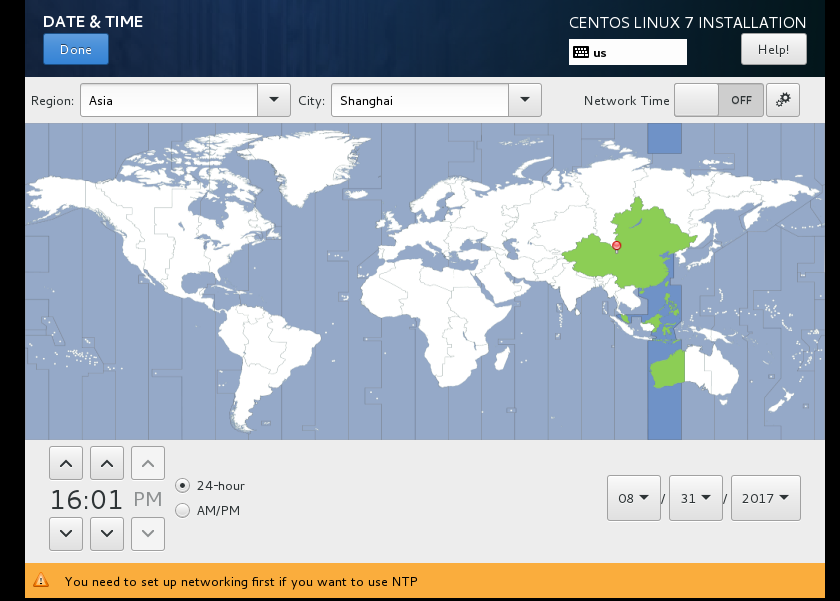 DATE & TIME
CENTOS LINUX 7 INSTALLATION
Done
us
Help!
Region: Asia City: Shanghai Network Time OFF
16:01 PM
24-hour
AM/PM
08 / 31 / 2017
You need to set up networking first if you want to use NTP